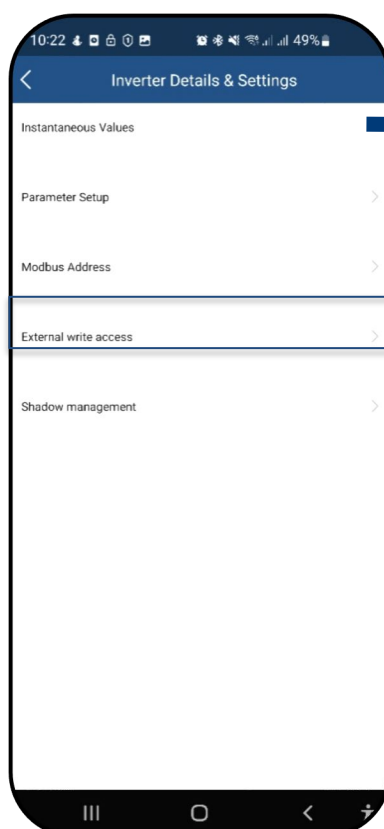 10:22 49%
Inverter Details & Settings
Instantaneous Values
Parameter Setup
Modbus Address
External write access
Shadow management